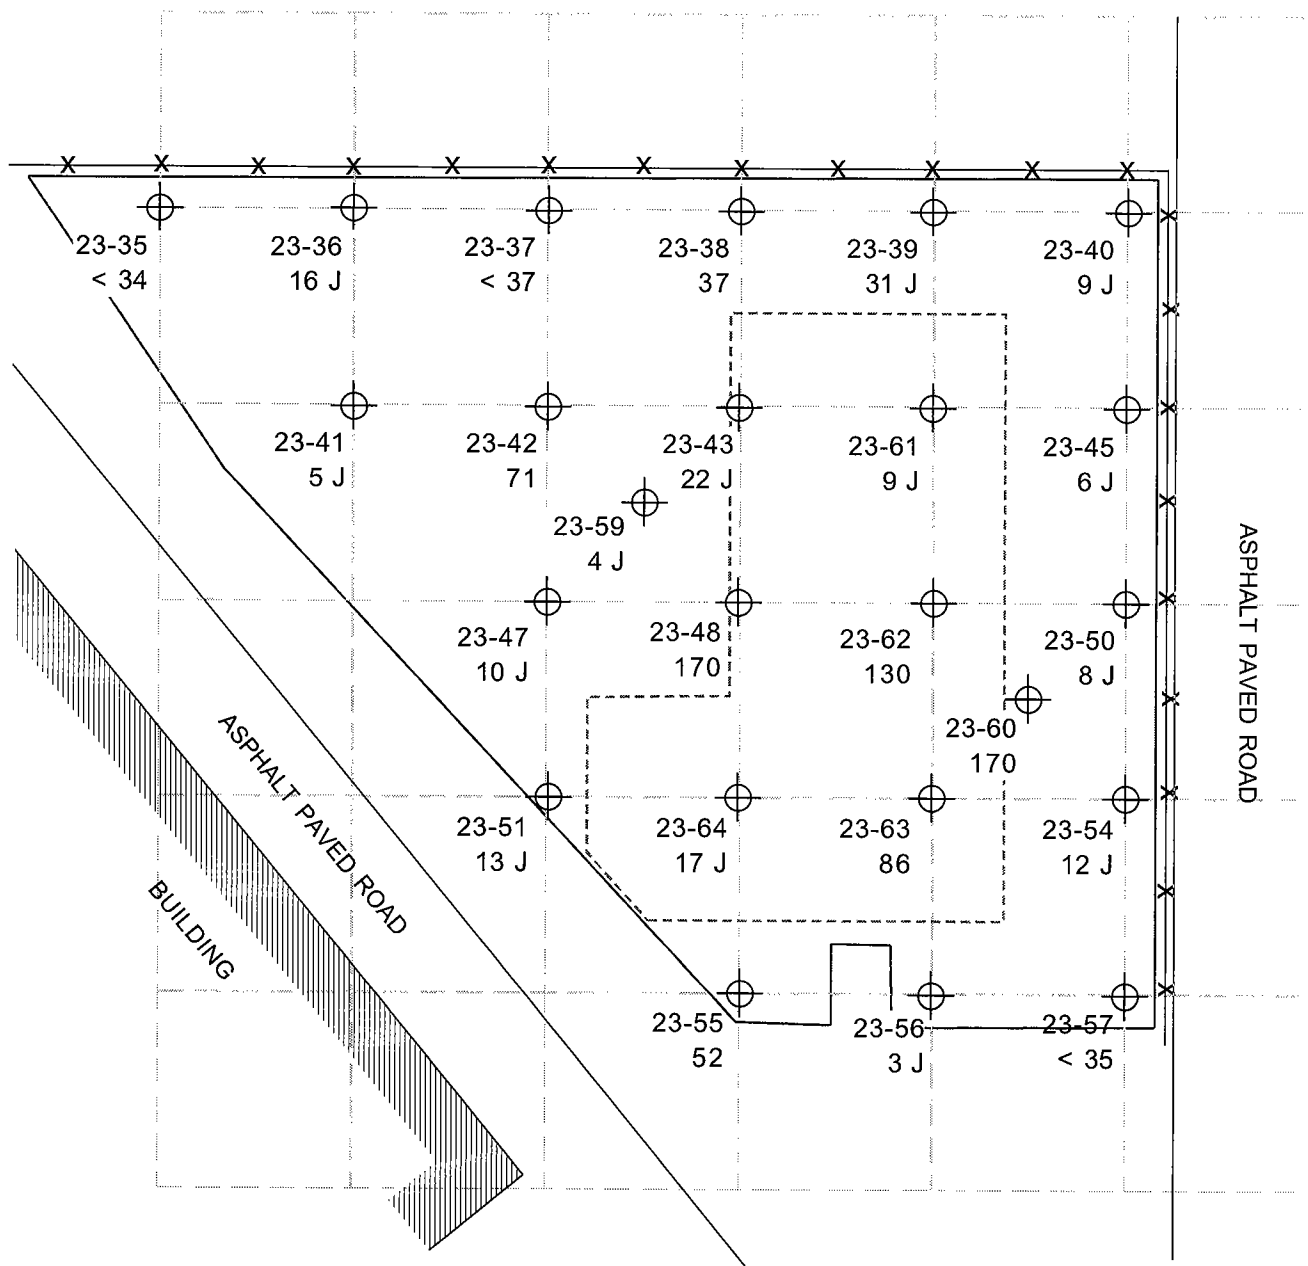 23-35
< 34
23-36
16 J
23-37
< 37
23-38
37
23-39
31 J
23-40
9 J
23-41
5 J
23-42
71
23-43
22 J
23-61
9 J
23-45
6 J
23-59
4 J
23-47
10 J
23-48
170
23-62
130
23-50
8 J
23-60
170
23-51
13 J
23-64
17 J
23-63
86
23-54
12 J
23-55
52
23-56
3 J
23-57
< 35
ASPHALT PAVED ROAD
ASPHALT PAVED ROAD
BUILDING